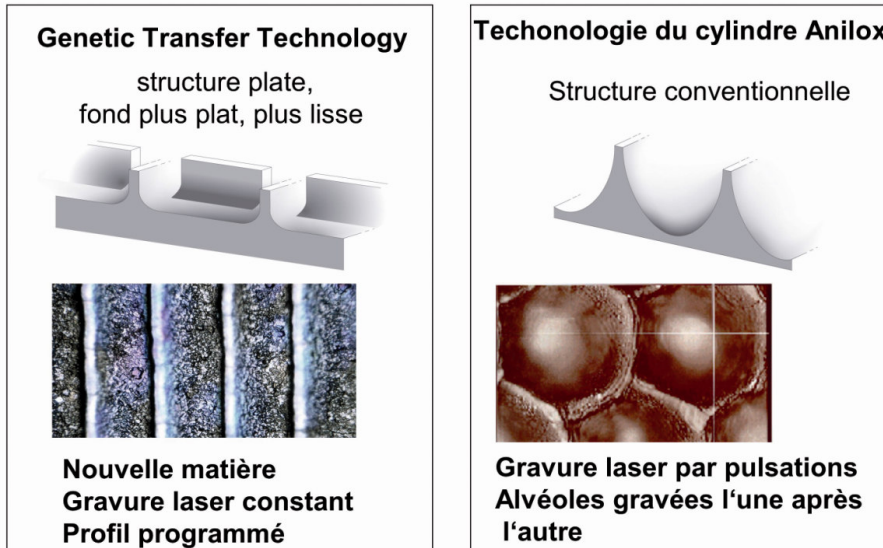 Genetic Transfer Technology
structure plate,
fond plus plat, plus lisse
Nouvelle matière
Gravure laser constant
Profil programmé
Techonologie du cylindre Anilox
Structure conventionnelle
Gravure laser par pulsations
Alvéoles gravées l‘une après
l‘autre